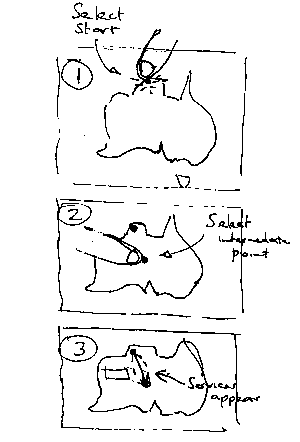 Select
start
1
2
Select
intermediate
point
3
Services
appear